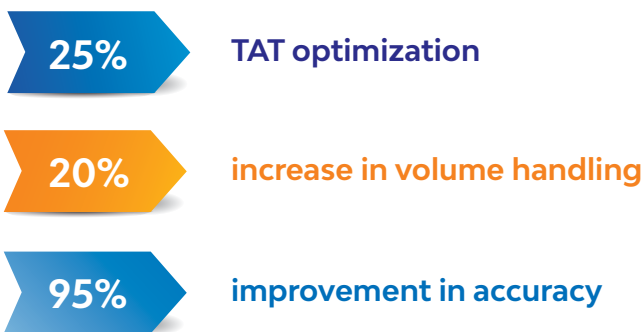 25% TAT optimization
20% increase in volume handling
95% improvement in accuracy